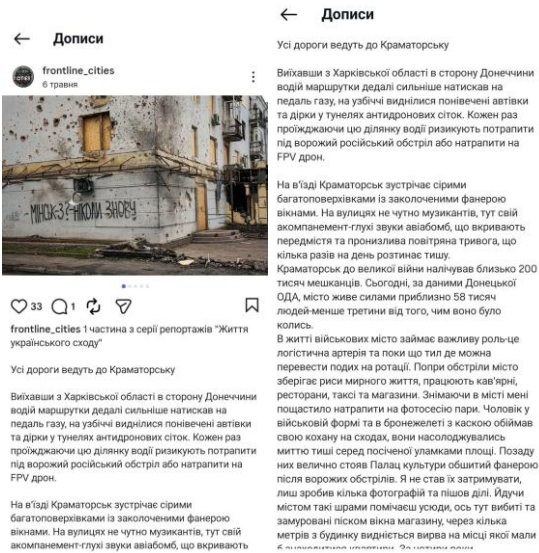 Дописи
frontline_cities
6 травня
- МІНСЬК-3? НІКОЛИ ЗНОВУ
33
1
frontline_cities 1 частина з серії репортажів "Життя
українського сходу"
Усі дороги ведуть до Краматорську
Виїхавши з Харківської області в сторону Донеччини
водій маршрутки дедалі сильніше натискав на
педаль газу, на узбіччі виднілися понівечені автівки
та дірки у тунелях антидронових сіток. Кожен раз
проїжджаючи цю ділянку водії ризикують потрапити
під ворожий російський обстріл або натрапити на
FPV дрон.
На в'їзді Краматорськ зустрічає сірими
багатоповерхівками із заколоченими фанерою
вікнами. На вулицях не чутно музикантів, тут свій
акомпанемент-глухі звуки авіабомб, що вкривають
Дописи
Усі дороги ведуть до Краматорську
Виїхавши з Харківської області в сторону Донеччини
водій маршрутки дедалі сильніше натискав на
педаль газу, на узбіччі виднілися понівечені автівки
та дірки у тунелях антидронових сіток. Кожен раз
проїжджаючи цю ділянку водії ризикують потрапити
під ворожий російський обстріл або натрапити на
FPV дрон.
На в'їзді Краматорськ зустрічає сірими
багатоповерхівками із заколоченими фанерою
вікнами. На вулицях не чутно музикантів, тут свій
акомпанемент-глухі звуки авіабомб, що вкривають
передмістя та пронизлива повітряна тривога, що
кілька разів на день розтинає тишу.
Краматорськ до великої війни налічував близько 200
тисяч мешканців. Сьогодні, за даними Донецької
ОДА, місто живе силами приблизно 58 тисяч
людей-менше третини від того, чим воно було
колись.
В житті військових місто займає важливу роль-це
логістична артерія та поки що тил де можна
перевести подих на ротації. Попри обстріли місто
зберігає риси мирного життя, працюють кав'ярні,
ресторани, таксі та магазини. Знімаючи в місті мені
пощастило натрапити на фотосесію пари. Чоловік у
військовій формі та в бронежелеті з каскою обіймав
свою кохану на сходах, вони насолоджувались
миттю тиші серед посіченої уламками площі. Позаду
них велично стояв Палац культури обшитий фанерою
після ворожих обстрілів. Я не став їх затримувати,
лиш зробив кілька фотографій та пішов ділі. Йдучи
містом такі шрами помічаєш усюди, ось тут вибиті та
замуровані піском вікна магазину, через кілька
метрів з будинку видніється вирва на місці якої мали